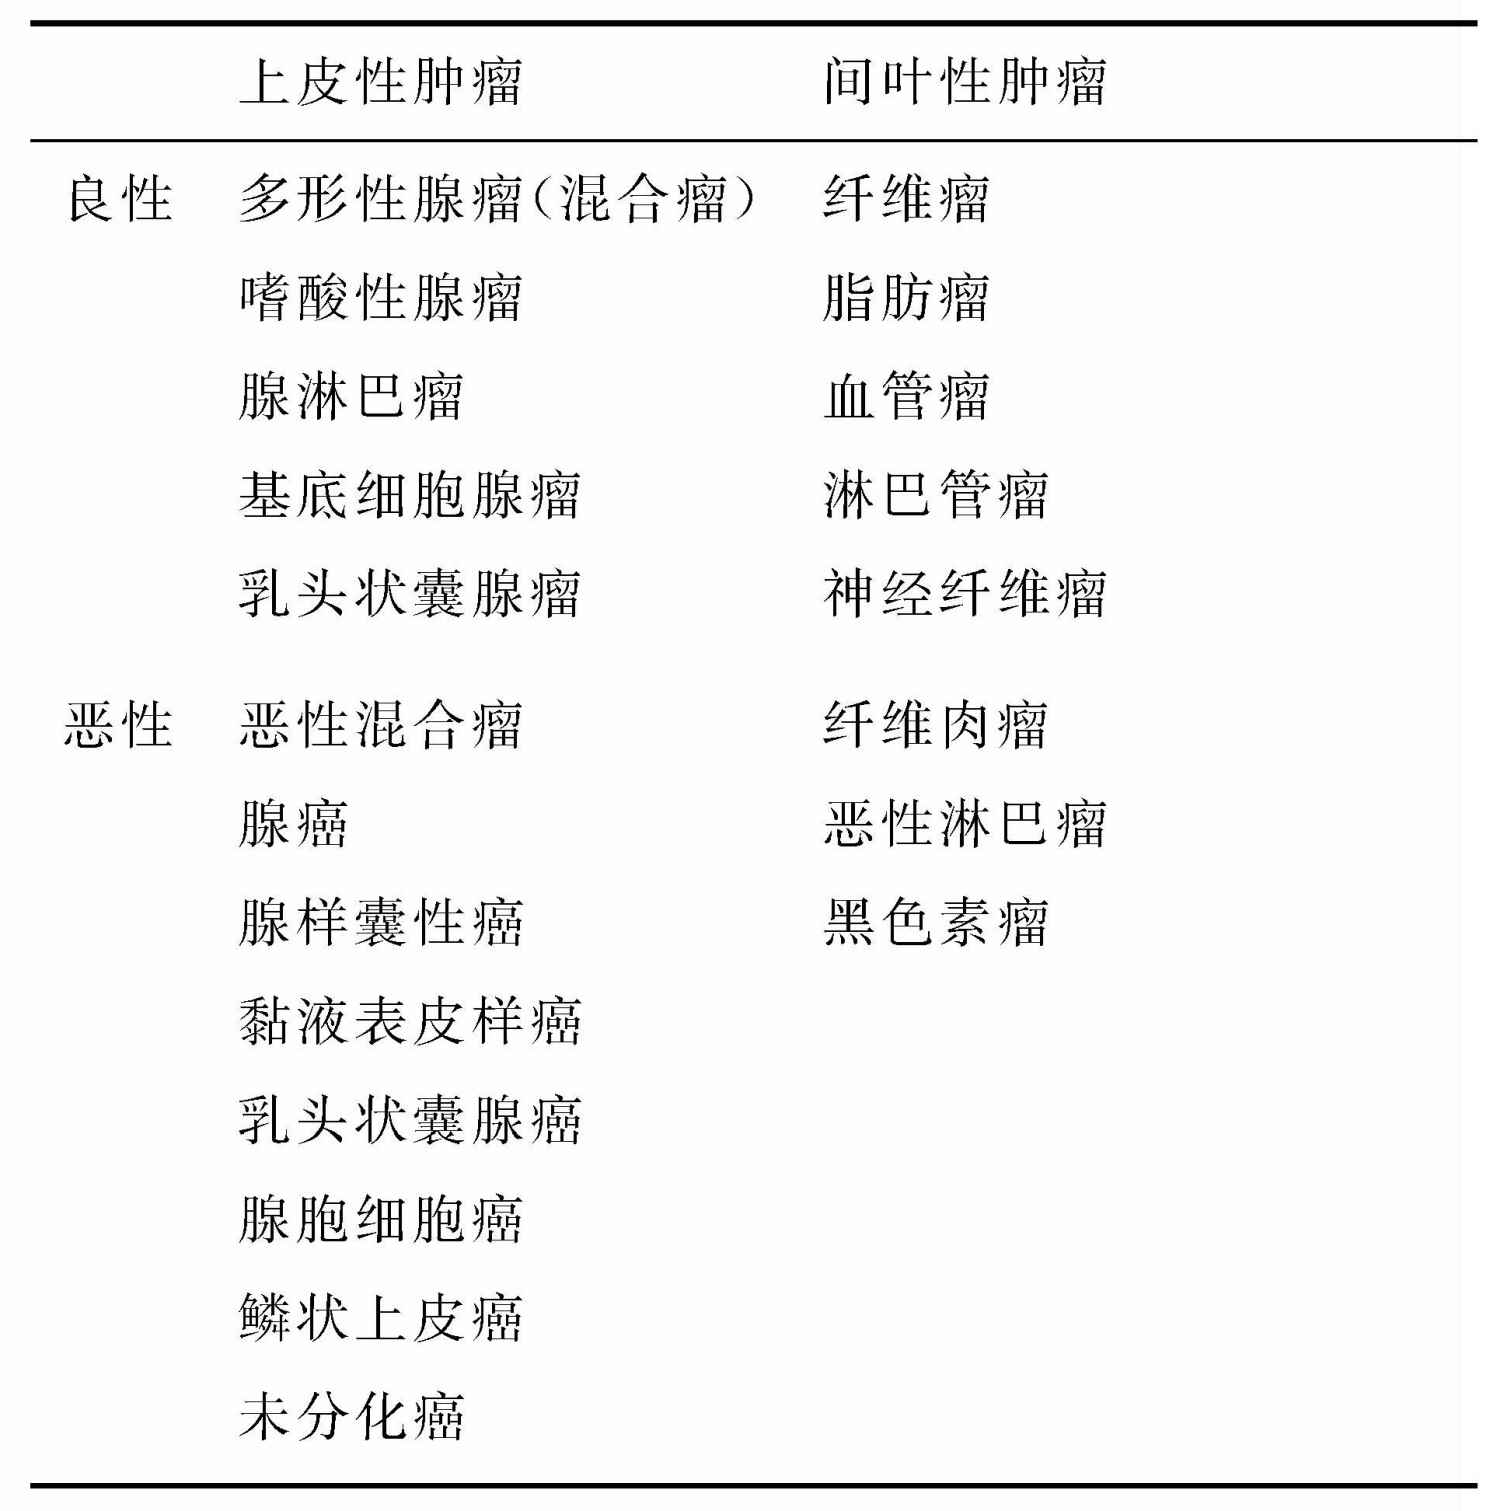 上皮性肿瘤 间叶性肿瘤
良性 多形性腺瘤(混合瘤) 纤维瘤
嗜酸性腺瘤 脂肪瘤
腺淋巴瘤 血管瘤
基底细胞腺瘤 淋巴管瘤
乳头状囊腺瘤 神经纤维瘤
恶性 恶性混合瘤 纤维肉瘤
腺癌 恶性淋巴瘤
腺样囊性癌 黑色素瘤
黏液表皮样癌
乳头状囊腺癌
腺胞细胞癌
鳞状上皮癌
未分化癌